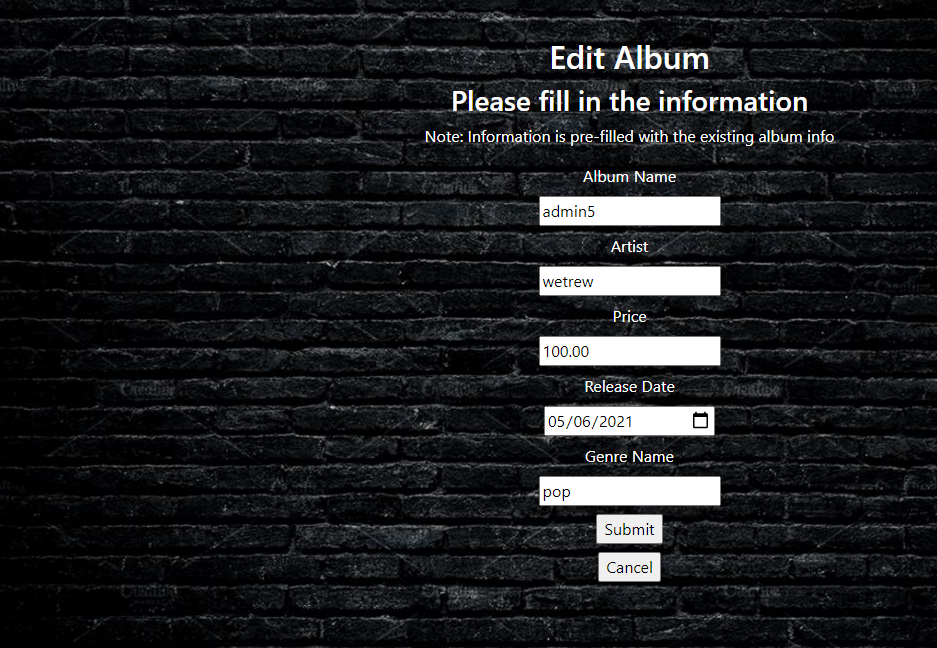 Edit Album
Please fill in the information
Note: Information is pre-filled with the existing album info
Album Name
admin5
Artist
wetrew
Price
100.00
Release Date
05/06/2021
Genre Name
pop
Submit
Cancel